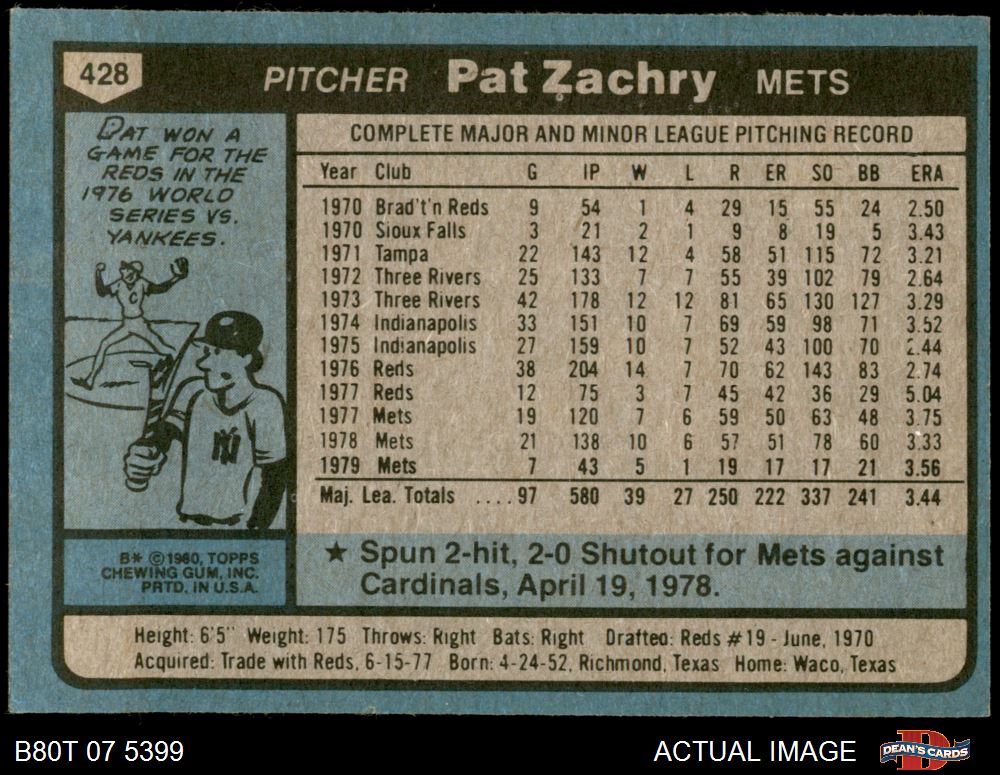 428
PITCHER Pat Zachry METS
PAT WON A
GAME FOR THE
REDS IN THE
1976 WORLD
SERIES VS.
YANKEES.
C
NY
COMPLETE MAJOR AND MINOR LEAGUE PITCHING RECORD
Year Club G IP W L R ER SO BB ERA
1970 Brad't'n Reds 9 54 1 4 29 15 55 24 2.50
1970 Sioux Falls 3 21 2 1 9 8 19 5 3.43
1971 Tampa 22 143 12 4 58 51 115 72 3.21
1972 Three Rivers 25 133 7 7 55 39 102 79 2.64
1973 Three Rivers 42 178 12 12 81 65 130 127 3.29
1974 Indianapolis 33 151 10 7 69 59 98 71 3.52
1975 Indianapolis 27 159 10 7 52 43 100 70 2.44
1976 Reds 38 204 14 7 70 62 143 83 2.74
1977 Reds 12 75 3 7 45 42 36 29 5.04
1977 Mets 19 120 7 6 59 50 63 48 3.75
1978 Mets 21 138 10 6 57 51 78 60 3.33
1979 Mets 7 43 5 1 19 17 17 21 3.56
Maj. Lea. Totals ....97 580 39 27 250 222 337 241 3.44
★ Spun 2-hit, 2-0 Shutout for Mets against
Cardinals, April 19, 1978.
B* ©1980, TOPPS
CHEWING GUM, INC.
PRTD. IN U.S.A.
Height: 6'5" Weight: 175 Throws: Right Bats: Right Drafted: Reds #19 - June, 1970
Acquired: Trade with Reds, 6-15-77 Born: 4-24-52, Richmond, Texas Home: Waco, Texas
B80T 07 5399
ACTUAL IMAGE
DEAN'S CARDS